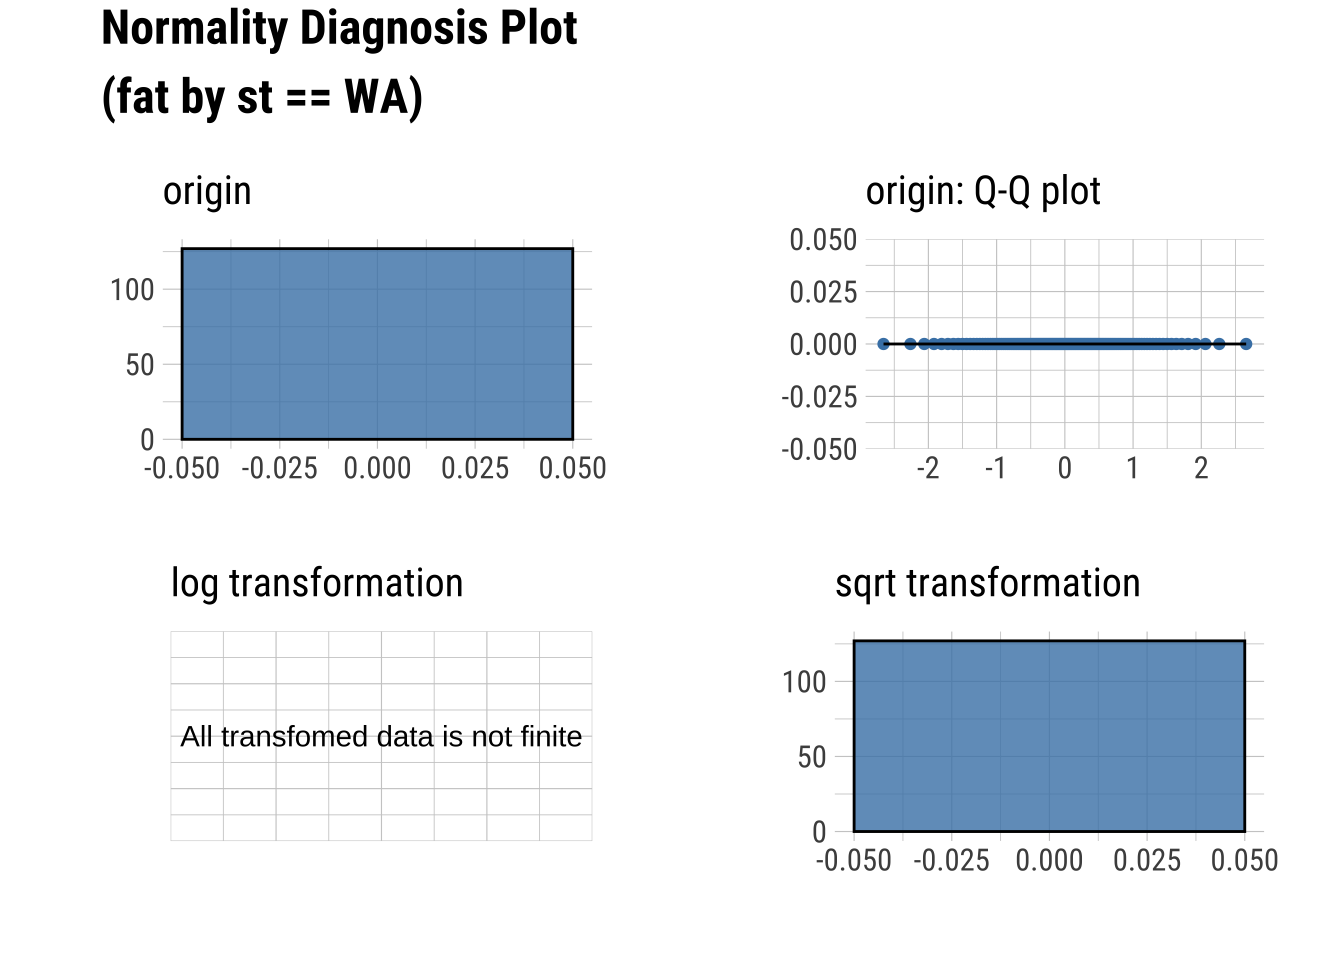 Normality Diagnosis Plot
(fat by st == WA)
origin
100
50
0
-0.050 -0.025 0.000 0.025 0.050
origin: Q-Q plot
0.050
0.025
0.000
-0.025
-0.050
-2 -1 0 1 2
log transformation
All transfomed data is not finite
sqrt transformation
100
50
0
-0.050 -0.025 0.000 0.025 0.050